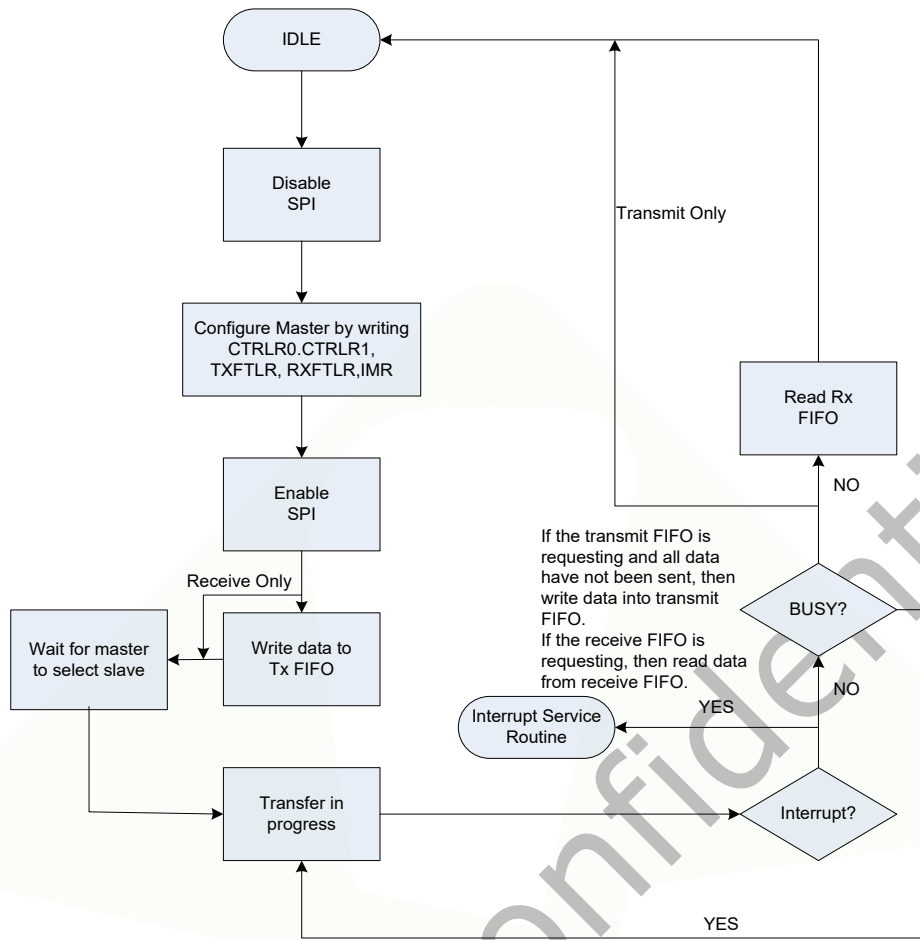 IDLE
Disable
SPI
Transmit Only
Configure Master by writing
CTRLR0.CTRLR1,
TXFTLR, RXFTLR,IMR
Read Rx
FIFO
Enable
SPI
NO
If the transmit FIFO is
requesting and all data
have not been sent, then
write data into transmit
FIFO.
If the receive FIFO is
requesting, then read data
from receive FIFO.
Receive Only
BUSY?
Wait for master
to select slave
Write data to
Tx FIFO
NO
YES
Interrupt Service
Routine
Transfer in
progress
Interrupt?
YES
onfidenti